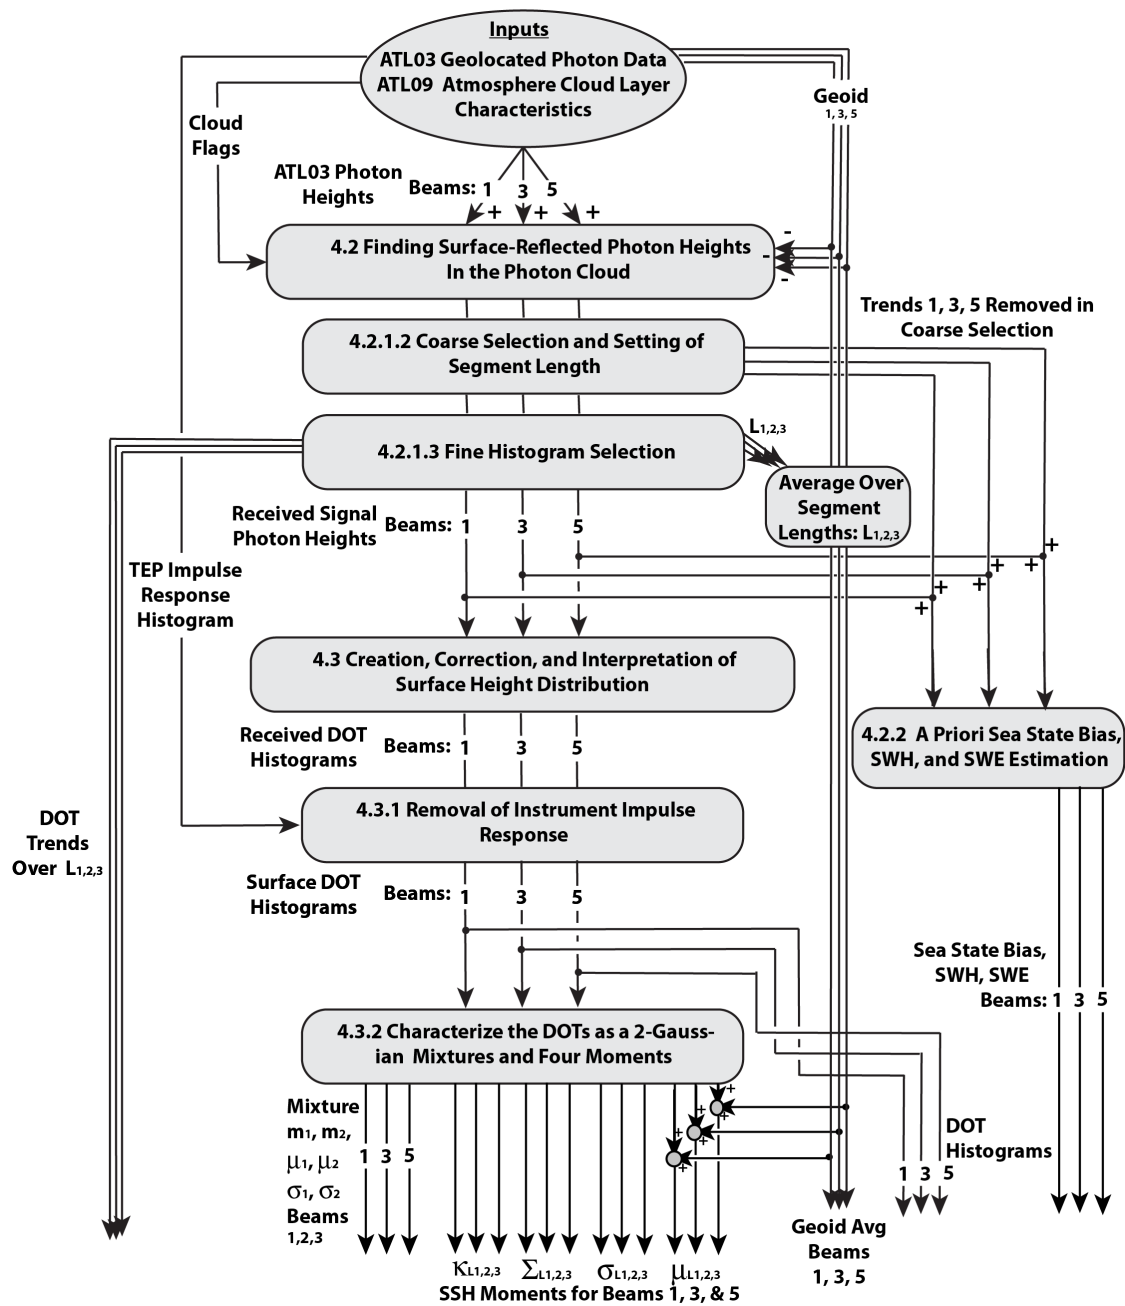 Inputs
ATL03 Geolocated Photon Data
ATL09 Atmosphere Cloud Layer
Characteristics
Geoid
1, 3, 5
Cloud
Flags
ATL03 Photon
Heights
Beams: 1 3 5
+ + +
4.2 Finding Surface-Reflected Photon Heights
In the Photon Cloud
-
-
-
Trends 1, 3, 5 Removed in
Coarse Selection
4.2.1.2 Coarse Selection and Setting of
Segment Length
4.2.1.3 Fine Histogram Selection
L1,2,3
Average Over
Segment
Lengths: L1,2,3
Received Signal
Photon Heights
Beams: 1 3 5
+
+
+
+
+
+
TEP Impulse
Response
Histogram
4.3 Creation, Correction, and Interpretation of
Surface Height Distribution
4.2.2 A Priori Sea State Bias,
SWH, and SWE Estimation
Received DOT
Histograms
Beams: 1 3 5
4.3.1 Removal of Instrument Impulse
Response
DOT
Trends
Over L1,2,3
Surface DOT
Histograms
Beams: 1 3 5
Sea State Bias,
SWH, SWE
Beams: 1 3 5
4.3.2 Characterize the DOTs as a 2-Gauss-
ian Mixtures and Four Moments
+
+
+
+
+
+
Mixture
m1, m2,
μ1, μ2
σ1, σ2
Beams
1,2,3
1 3 5
DOT
Histograms
1 3 5
Geoid Avg
Beams
1, 3, 5
κL1,2,3 ΣL1,2,3 σL1,2,3 μL1,2,3
SSH Moments for Beams 1, 3, & 5